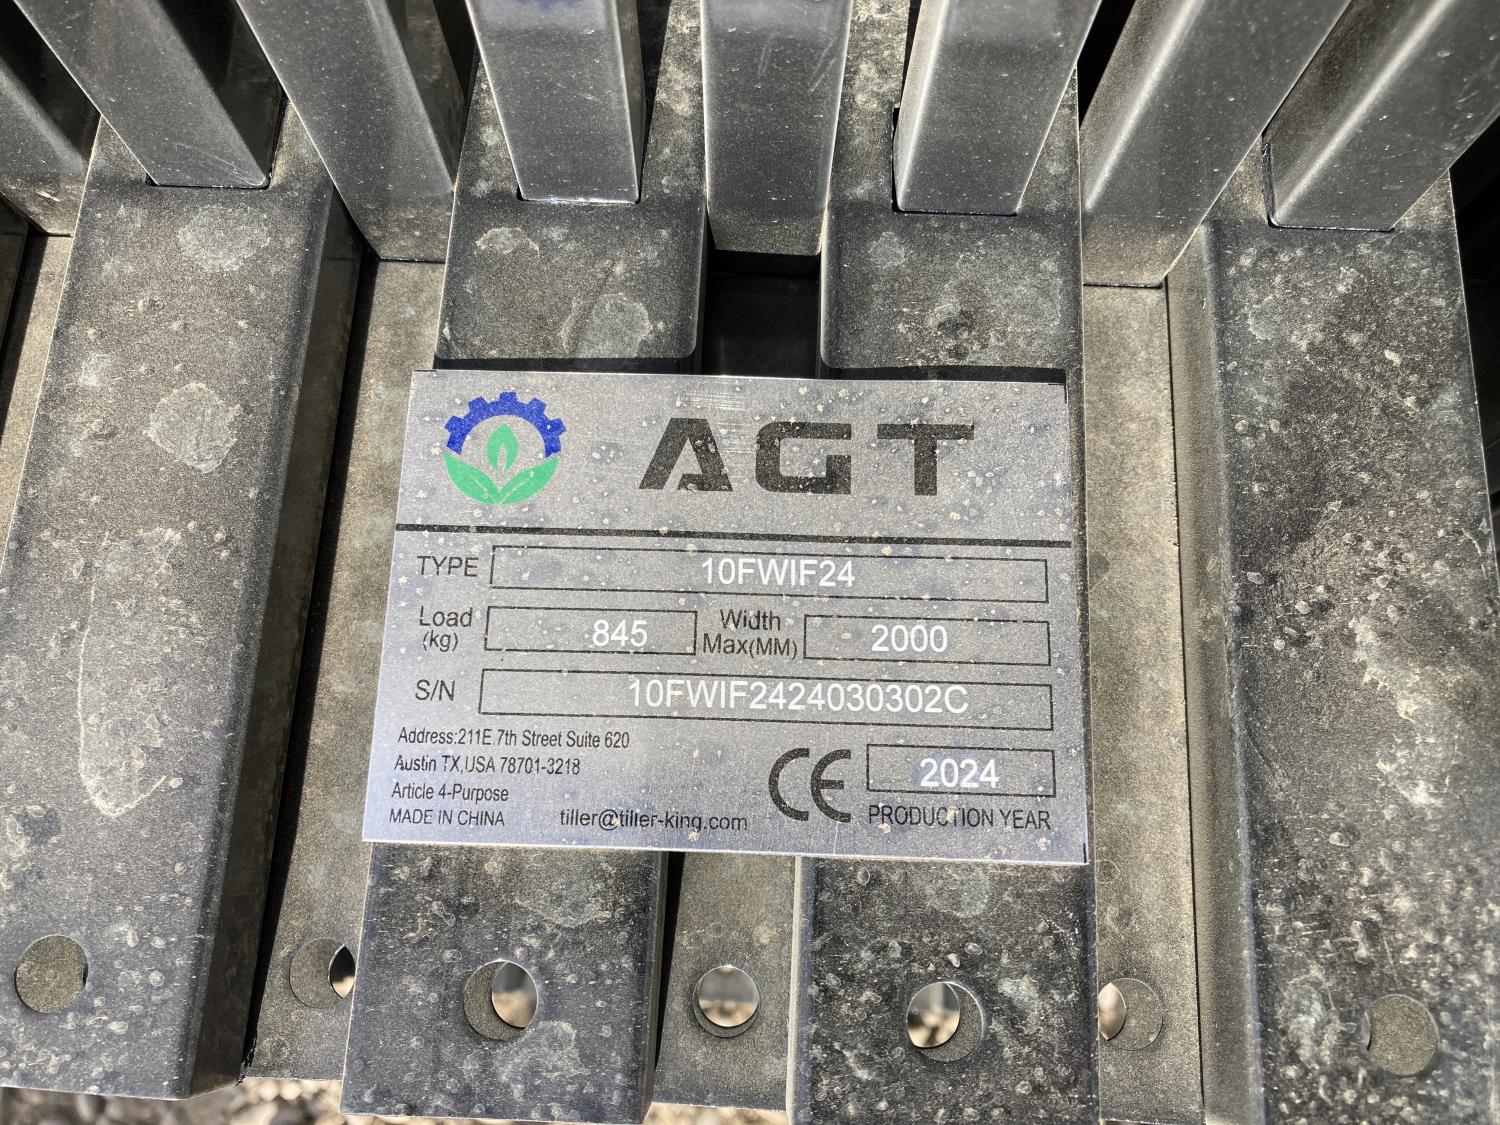 AGT
TYPE 10FWIF24
Load (kg) 845 Width Max(MM) 2000
S/N 10FWIF2424030302C
Address:211E.7th Street Suite 620
Austin TX,USA 78701-3218
Article 4-Purpose
MADE IN CHINA tiller@tiller-king.com
CE 2024
PRODUCTION YEAR